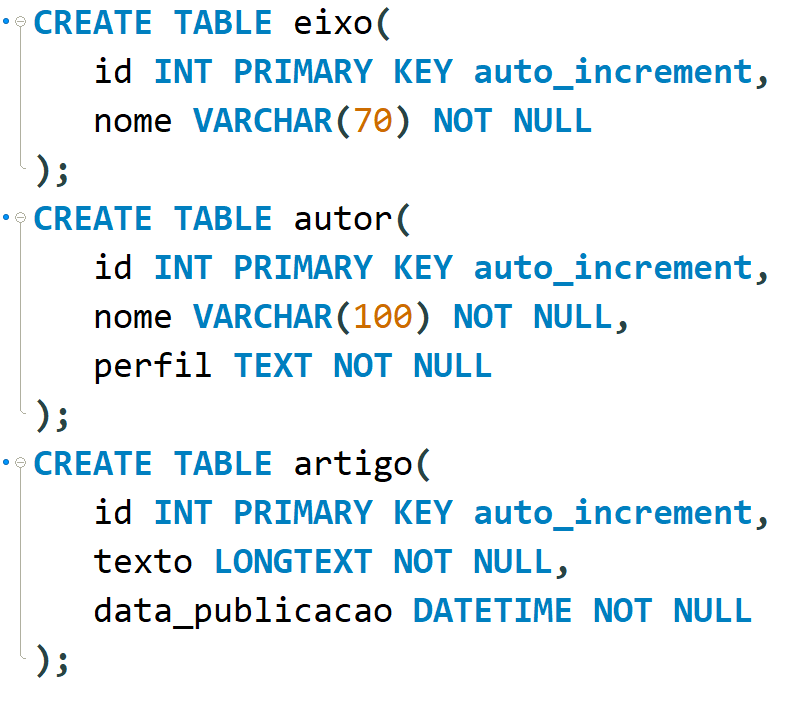 CREATE TABLE eixo(
id INT PRIMARY KEY auto_increment,
nome VARCHAR(70) NOT NULL
);
CREATE TABLE autor(
id INT PRIMARY KEY auto_increment,
nome VARCHAR(100) NOT NULL,
perfil TEXT NOT NULL
);
CREATE TABLE artigo(
id INT PRIMARY KEY auto_increment,
texto LONGTEXT NOT NULL,
data_publicacao DATETIME NOT NULL
);